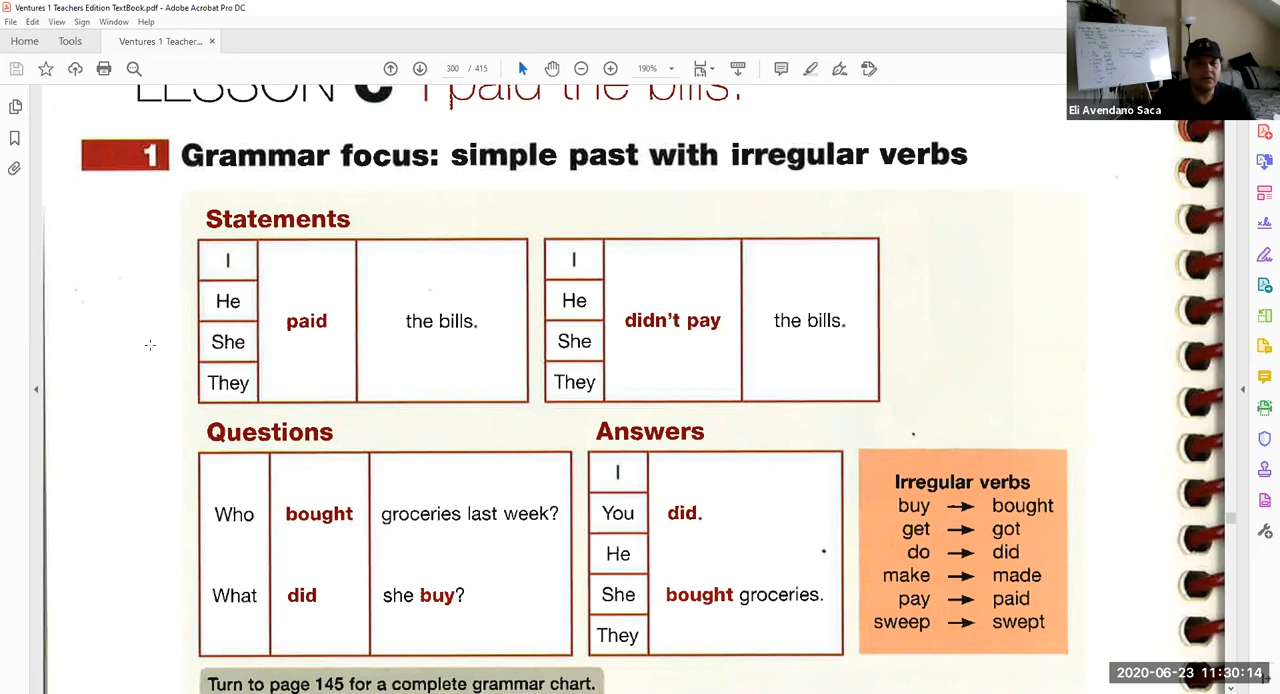 Ventures 1 Teachers Edition TextBook.pdf - Adobe Acrobat Pro DC
File Edit View Sign Window Help
Home Tools Ventures 1 Teacher... ×
300 / 415 190%
Eli Avendano Saca
LESSON I paid the bills.
1 Grammar focus: simple past with irregular verbs
Statements
I
He
She
They
paid
the bills.
I
He
She
They
didn't pay
the bills.
Questions
Who bought groceries last week?
What did she buy?
Answers
I
You
He
She
They
did.
bought groceries.
Irregular verbs
buy → bought
get → got
do → did
make → made
pay → paid
sweep → swept
Turn to page 145 for a complete grammar chart.
2020-06-23 11:30:14